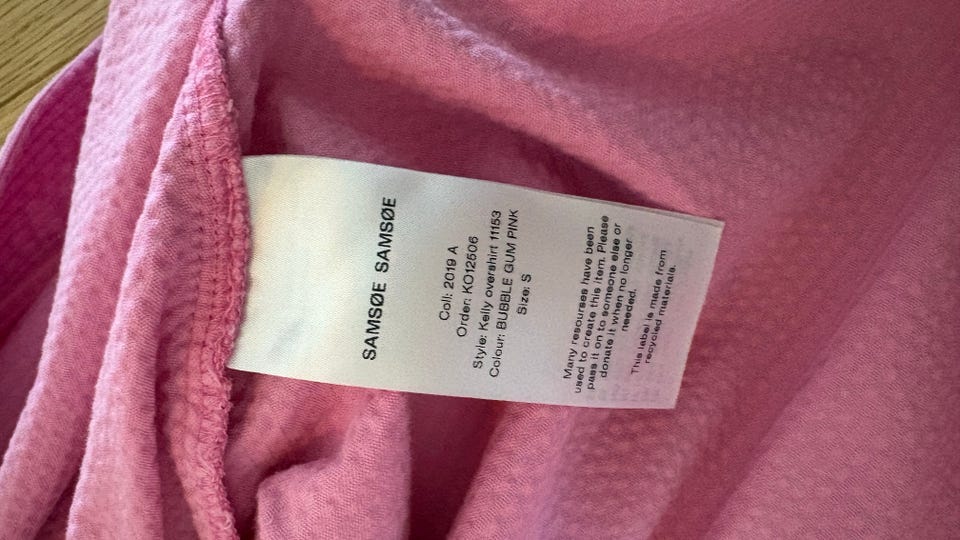 SAMSØE SAMSØE
Coll: 2019 A
Order: KO12506
Style: Kelly overshirt 11153
Colour: BUBBLE GUM PINK
Size: S
Many resourses have been
used to create this item. Please
pass it on to someone else or
donate it when no longer
needed.
This label is made from
recycled materials.